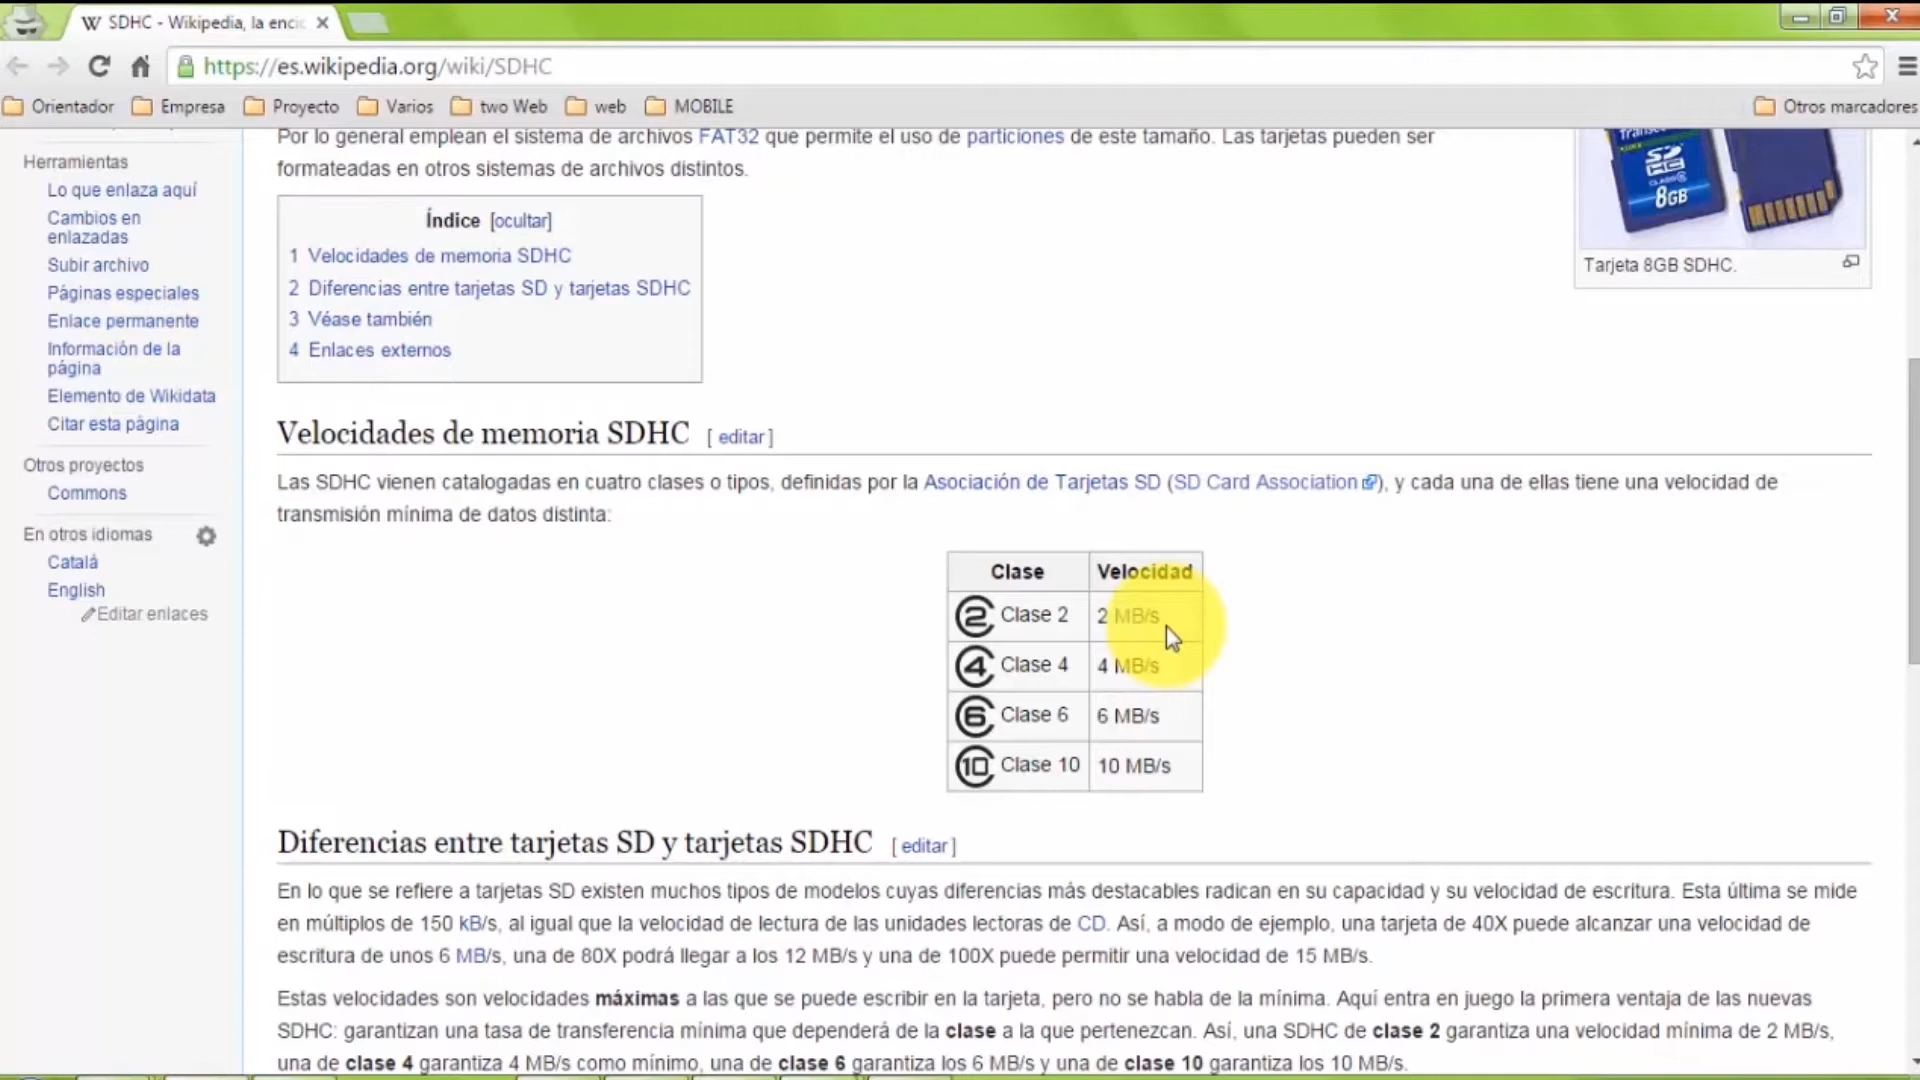 SDHC - Wikipedia, la enci
https://es.wikipedia.org/wiki/SDHC
Orientador Empresa Proyecto Varios two Web web MOBILE Otros marcadores
Herramientas
Lo que enlaza aquí
Cambios en
enlazadas
Subir archivo
Páginas especiales
Enlace permanente
Información de la
página
Elemento de Wikidata
Citar esta página
Otros proyectos
Commons
En otros idiomas
Català
English
Editar enlaces
Por lo general emplean el sistema de archivos FAT32 que permite el uso de particiones de este tamaño. Las tarjetas pueden ser
formateadas en otros sistemas de archivos distintos.
Transcend
SD
HC
CLASS 6
8GB
Tarjeta 8GB SDHC.
Índice [ocultar]
1 Velocidades de memoria SDHC
2 Diferencias entre tarjetas SD y tarjetas SDHC
3 Véase también
4 Enlaces externos
Velocidades de memoria SDHC [ editar ]
Las SDHC vienen catalogadas en cuatro clases o tipos, definidas por la Asociación de Tarjetas SD (SD Card Association), y cada una de ellas tiene una velocidad de
transmisión mínima de datos distinta:
Clase Velocidad
2 Clase 2 2 MB/s
4 Clase 4 4 MB/s
6 Clase 6 6 MB/s
10 Clase 10 10 MB/s
Diferencias entre tarjetas SD y tarjetas SDHC [ editar ]
En lo que se refiere a tarjetas SD existen muchos tipos de modelos cuyas diferencias más destacables radican en su capacidad y su velocidad de escritura. Esta última se mide
en múltiplos de 150 kB/s, al igual que la velocidad de lectura de las unidades lectoras de CD. Así, a modo de ejemplo, una tarjeta de 40X puede alcanzar una velocidad de
escritura de unos 6 MB/s, una de 80X podrá llegar a los 12 MB/s y una de 100X puede permitir una velocidad de 15 MB/s.
Estas velocidades son velocidades máximas a las que se puede escribir en la tarjeta, pero no se habla de la mínima. Aquí entra en juego la primera ventaja de las nuevas
SDHC: garantizan una tasa de transferencia mínima que dependerá de la clase a la que pertenezcan. Así, una SDHC de clase 2 garantiza una velocidad mínima de 2 MB/s,
una de clase 4 garantiza 4 MB/s como mínimo, una de clase 6 garantiza los 6 MB/s y una de clase 10 garantiza los 10 MB/s.